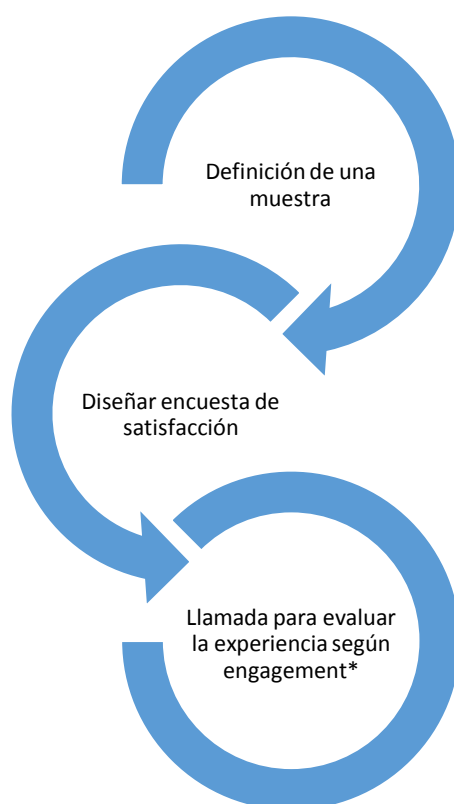 Definición de una
muestra
Diseñar encuesta de
satisfacción
Llamada para evaluar
la experiencia según
engagement*